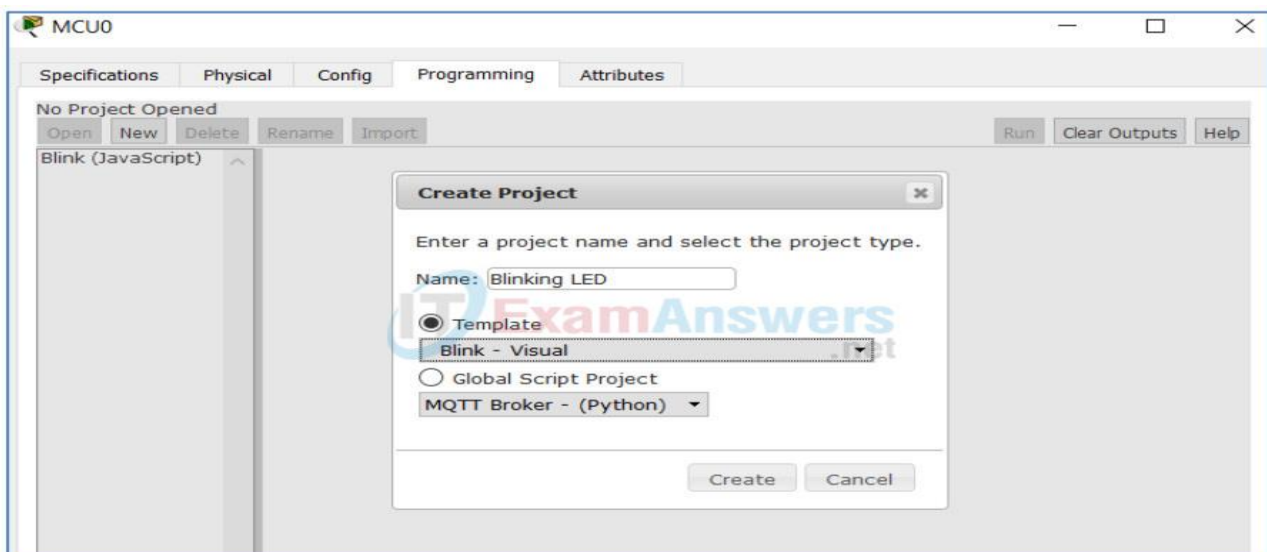 MCU0
Specifications Physical Config Programming Attributes
No Project Opened
Open New Delete Rename Import Run Clear Outputs Help
Blink (JavaScript)
Create Project
Enter a project name and select the project type.
Name: Blinking LED
ITExamAnswers
.net
Template
Blink - Visual
Global Script Project
MQTT Broker - (Python)
Create Cancel